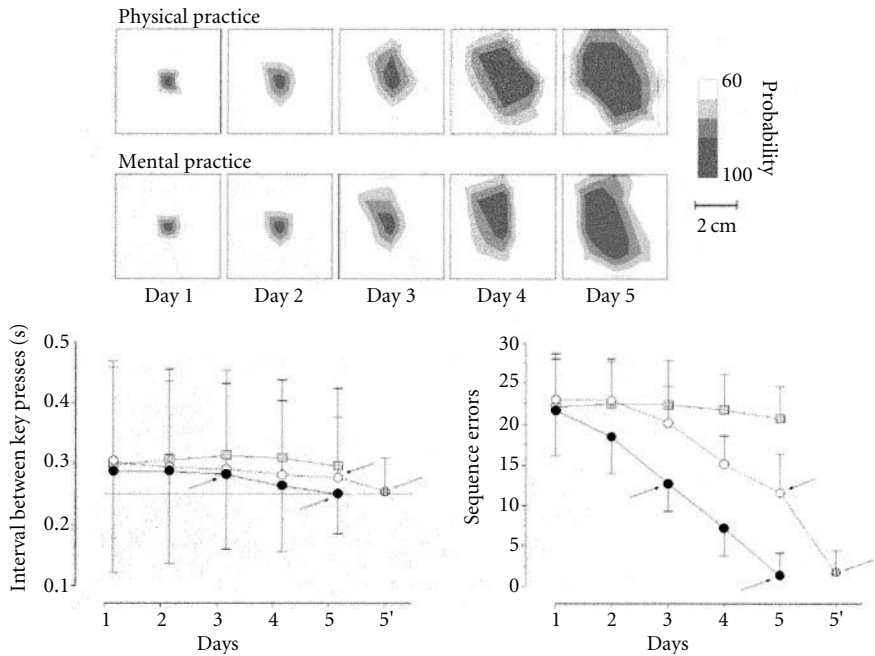 Physical practice
Mental practice
Day 1 Day 2 Day 3 Day 4 Day 5
60
100
Probability
2 cm
Interval between key presses (s)
0.5
0.4
0.3
0.2
0.1
1 2 3 4 5 5'
Days
Sequence errors
30
25
20
15
10
5
0
1 2 3 4 5 5'
Days